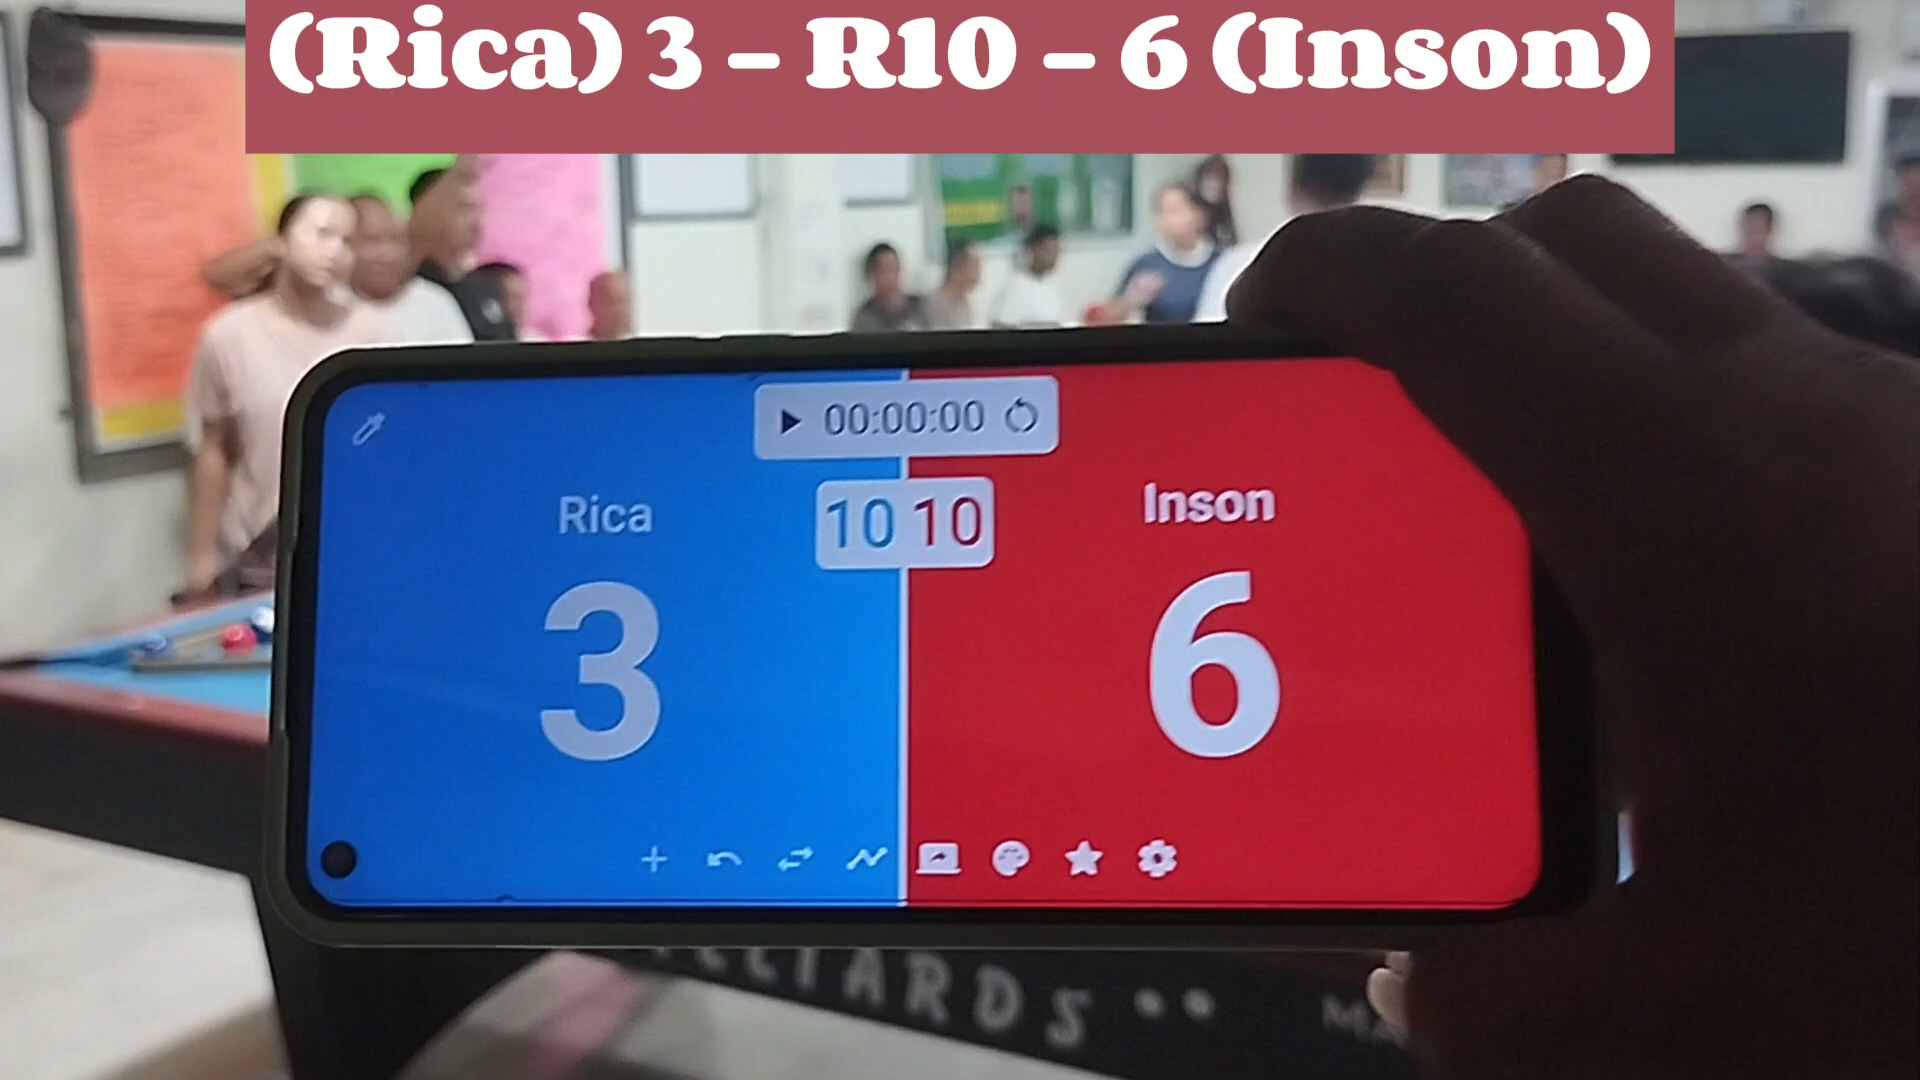 (Rica) 3 – R10 – 6 (Inson)
00:00:00
Rica
10 10
Inson
3
6